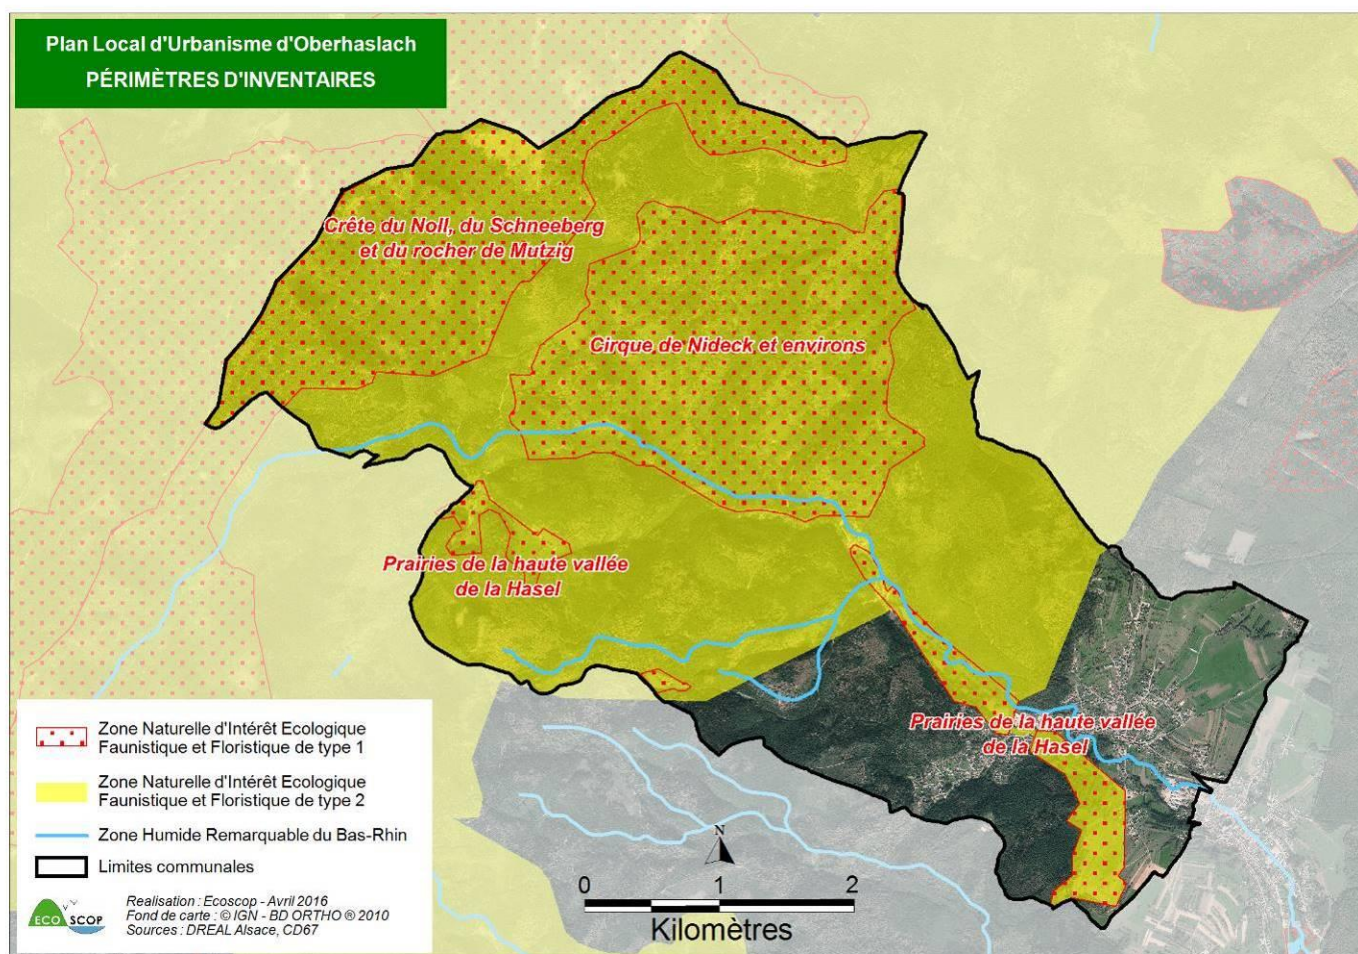 Plan Local d'Urbanisme d'Oberhaslach
PÉRIMÈTRES D'INVENTAIRES
Crête du Noll, du Schneeberg
et du rocher de Mutzig
Cirque de Nideck et environs
Prairies de la haute vallée
de la Hasel
Prairies de la haute vallée
de la Hasel
Zone Naturelle d'Intérêt Ecologique
Faunistique et Floristique de type 1
Zone Naturelle d'Intérêt Ecologique
Faunistique et Floristique de type 2
Zone Humide Remarquable du Bas-Rhin
Limites communales
ECO SCOP
Realisation : Ecoscop - Avril 2016
Fond de carte : © IGN - BD ORTHO ® 2010
Sources : DREAL Alsace, CD67
N
0 1 2
Kilomètres